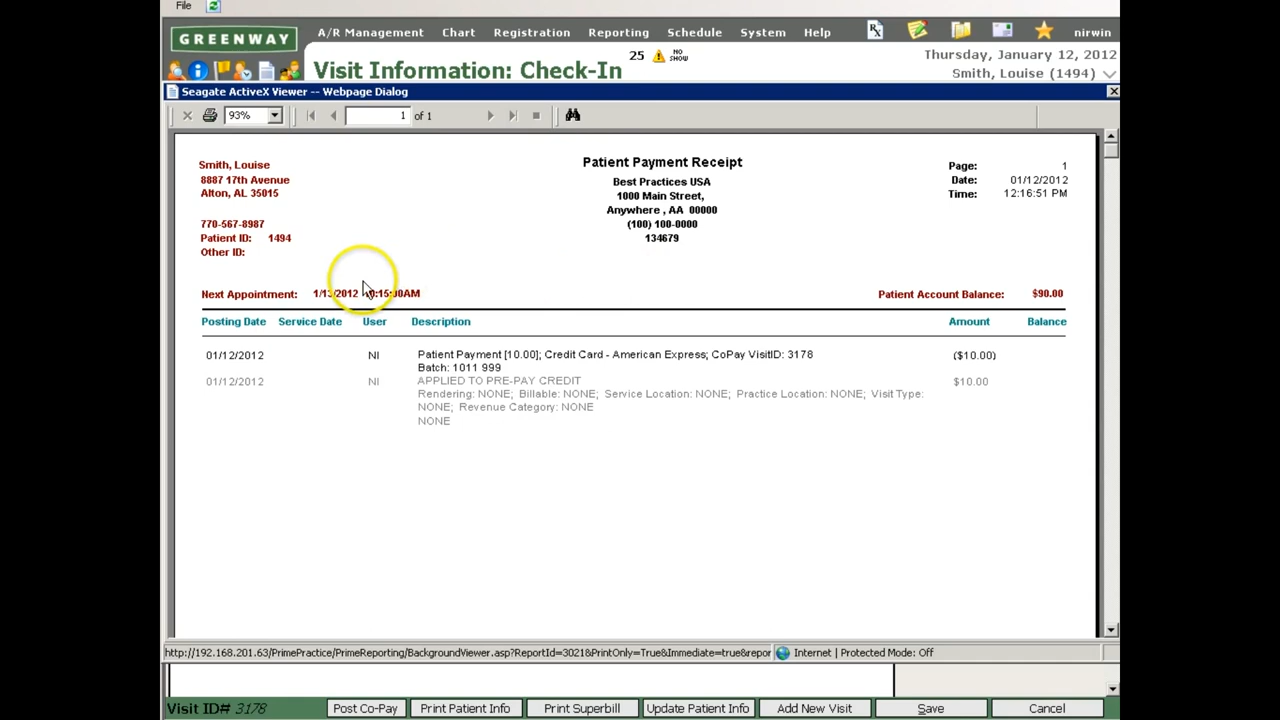 File
GREENWAY
A/R Management Chart Registration Reporting Schedule System Help nirwin
25 NO SHOW
Thursday, January 12, 2012
Visit Information: Check-In
Smith, Louise (1494)
Seagate ActiveX Viewer -- Webpage Dialog
93% 1 of 1
Smith, Louise
8887 17th Avenue
Alton, AL 35015
770-567-8987
Patient ID: 1494
Other ID:
Patient Payment Receipt
Best Practices USA
1000 Main Street,
Anywhere , AA 00000
(100) 100-0000
134679
Page: 1
Date: 01/12/2012
Time: 12:16:51 PM
Next Appointment: 1/13/2012 Patient Account Balance: $90.00
Posting Date Service Date User Description Amount Balance
01/12/2012 NI Patient Payment [10.00]; Credit Card - American Express; CoPay VisitID: 3178 ($10.00)
Batch: 1011 999
01/12/2012 NI APPLIED TO PRE-PAY CREDIT $10.00
Rendering: NONE; Billable: NONE; Service Location: NONE; Practice Location: NONE; Visit Type:
NONE; Revenue Category: NONE
NONE
http://192.168.201.63/PrimePractice/PrimeReporting/BackgroundViewer.asp?ReportId=3021&PrintOnly=True&Immediate=true&repor Internet | Protected Mode: Off
Visit ID# 3178 Post Co-Pay Print Patient Info Print Superbill Update Patient Info Add New Visit Save Cancel